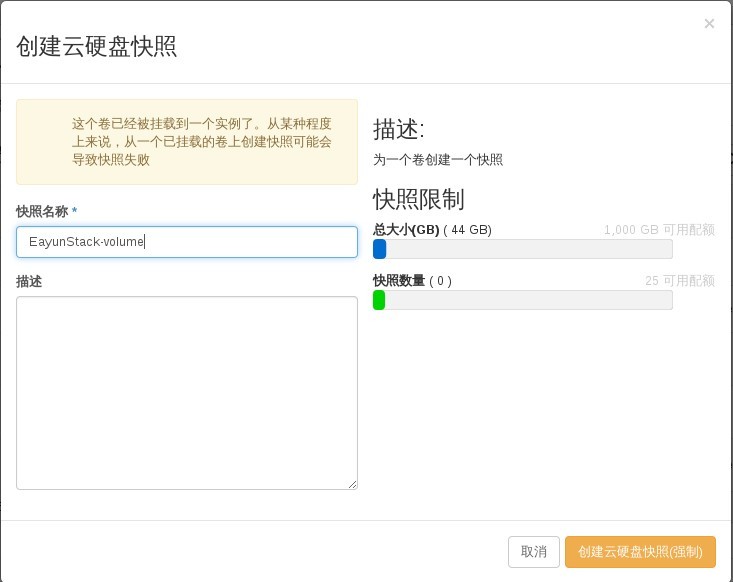 ×
创建云硬盘快照
这个卷已经被挂载到一个实例了。从某种程度
上来说，从一个已挂载的卷上创建快照可能会
导致快照失败
快照名称 *
EayunStack-volume
描述
描述:
为一个卷创建一个快照
快照限制
总大小(GB) ( 44 GB) 1,000 GB 可用配额
快照数量 ( 0 ) 25 可用配额
取消
创建云硬盘快照(强制)